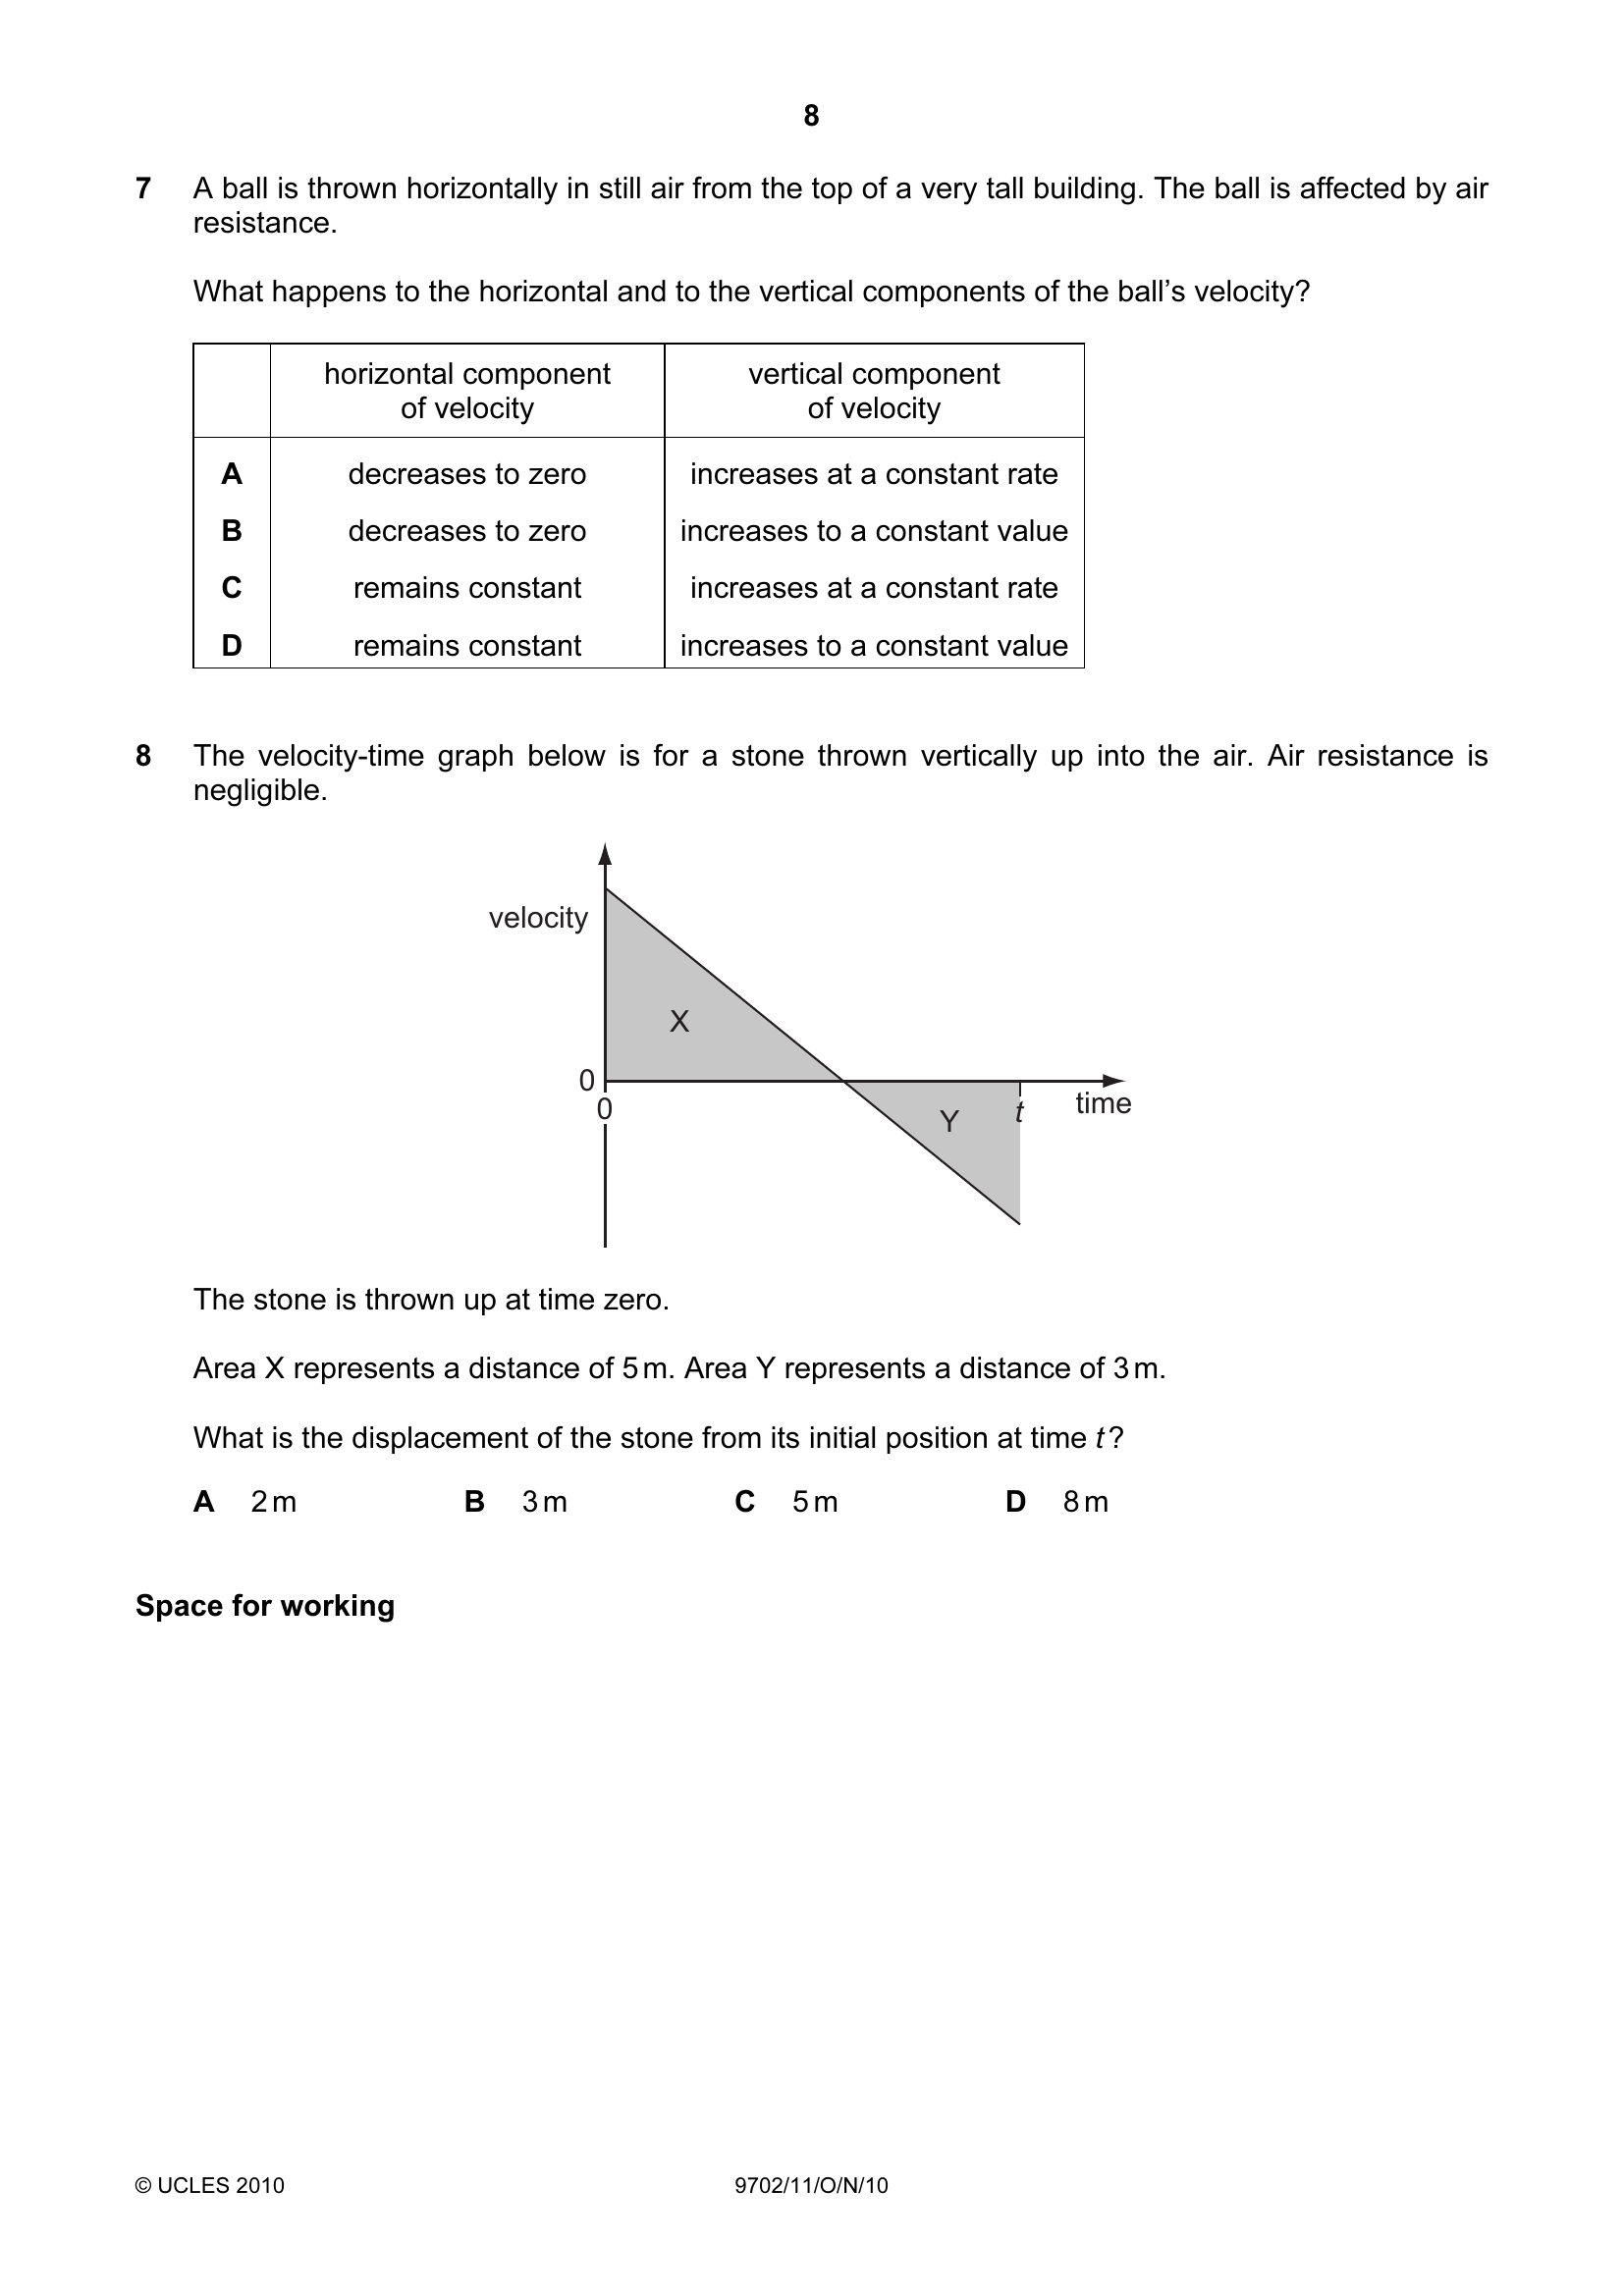 8
7 A ball is thrown horizontally in still air from the top of a very tall building. The ball is affected by air
resistance.
What happens to the horizontal and to the vertical components of the ball’s velocity?
horizontal component
of velocity
vertical component
of velocity
A decreases to zero increases at a constant rate
B decreases to zero increases to a constant value
C remains constant increases at a constant rate
D remains constant increases to a constant value
8 The velocity-time graph below is for a stone thrown vertically up into the air. Air resistance is
negligible.
velocity
X
0
0
Y
t
time
The stone is thrown up at time zero.
Area X represents a distance of 5 m. Area Y represents a distance of 3 m.
What is the displacement of the stone from its initial position at time t ?
A 2 m B 3 m C 5 m D 8 m
Space for working
© UCLES 2010 9702/11/O/N/10